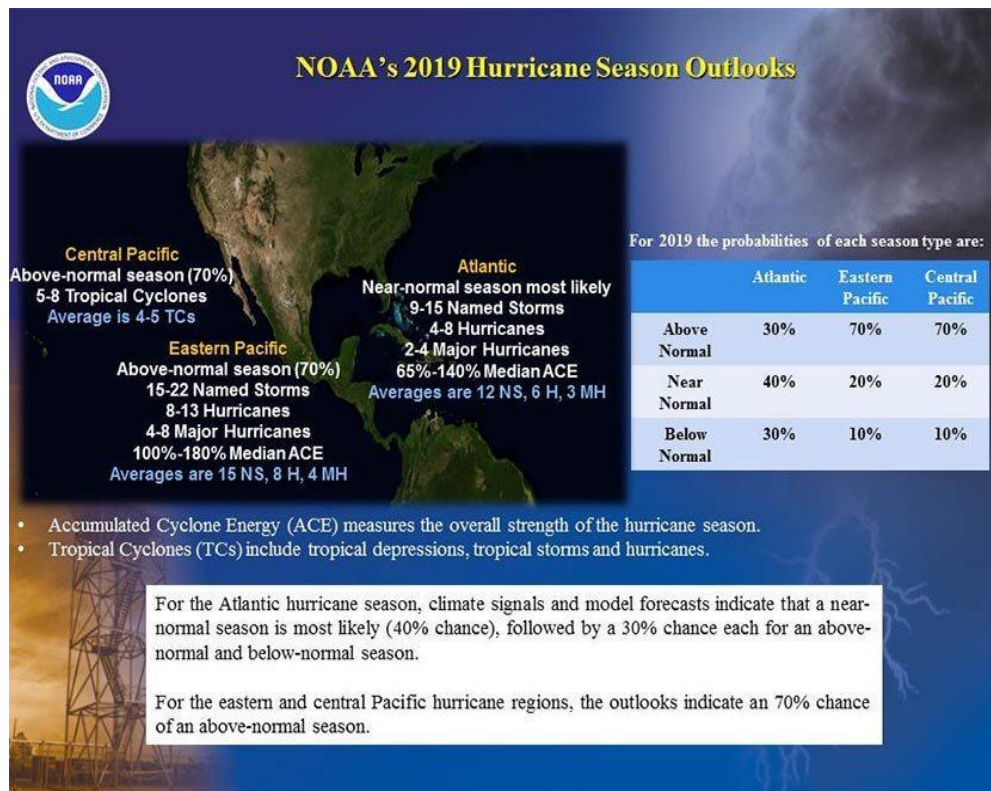 NOAA's 2019 Hurricane Season Outlooks
NOAA
Central Pacific
Above-normal season (70%)
5-8 Tropical Cyclones
Average is 4-5 TCs
Eastern Pacific
Above-normal season (70%)
15-22 Named Storms
8-13 Hurricanes
4-8 Major Hurricanes
100%-180% Median ACE
Averages are 15 NS, 8 H, 4 MH
Atlantic
Near-normal season most likely
9-15 Named Storms
4-8 Hurricanes
2-4 Major Hurricanes
65%-140% Median ACE
Averages are 12 NS, 6 H, 3 MH
For 2019 the probabilities of each season type are:
Atlantic Eastern Pacific Central Pacific
Above Normal 30% 70% 70%
Near Normal 40% 20% 20%
Below Normal 30% 10% 10%
• Accumulated Cyclone Energy (ACE) measures the overall strength of the hurricane season.
• Tropical Cyclones (TCs) include tropical depressions, tropical storms and hurricanes.
For the Atlantic hurricane season, climate signals and model forecasts indicate that a near-
normal season is most likely (40% chance), followed by a 30% chance each for an above-
normal and below-normal season.
For the eastern and central Pacific hurricane regions, the outlooks indicate an 70% chance
of an above-normal season.